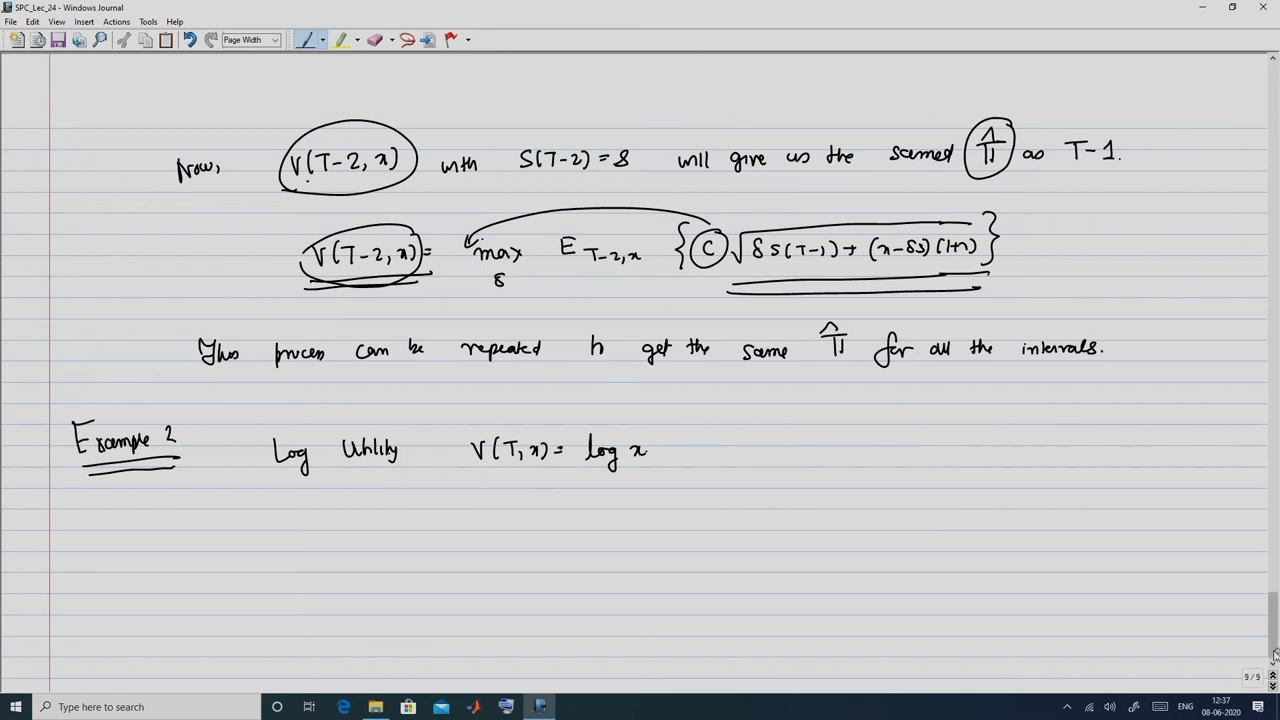 SPC_Lec_24 - Windows Journal
File Edit View Insert Actions Tools Help
Page Width
Now, V(T-2, x) with S(T-2) = s will give us the samed π̂ as T-1.
V(T-2, x) = max E T-2,x { C √δS(T-1) + (x-δs)(1+r) }
δ
This process can be repeated to get the same π̂ for all the intervals.
Example 2 Log Utility V(T, x) = log x
9 / 9
Type here to search
ENG
12:37
08-06-2020